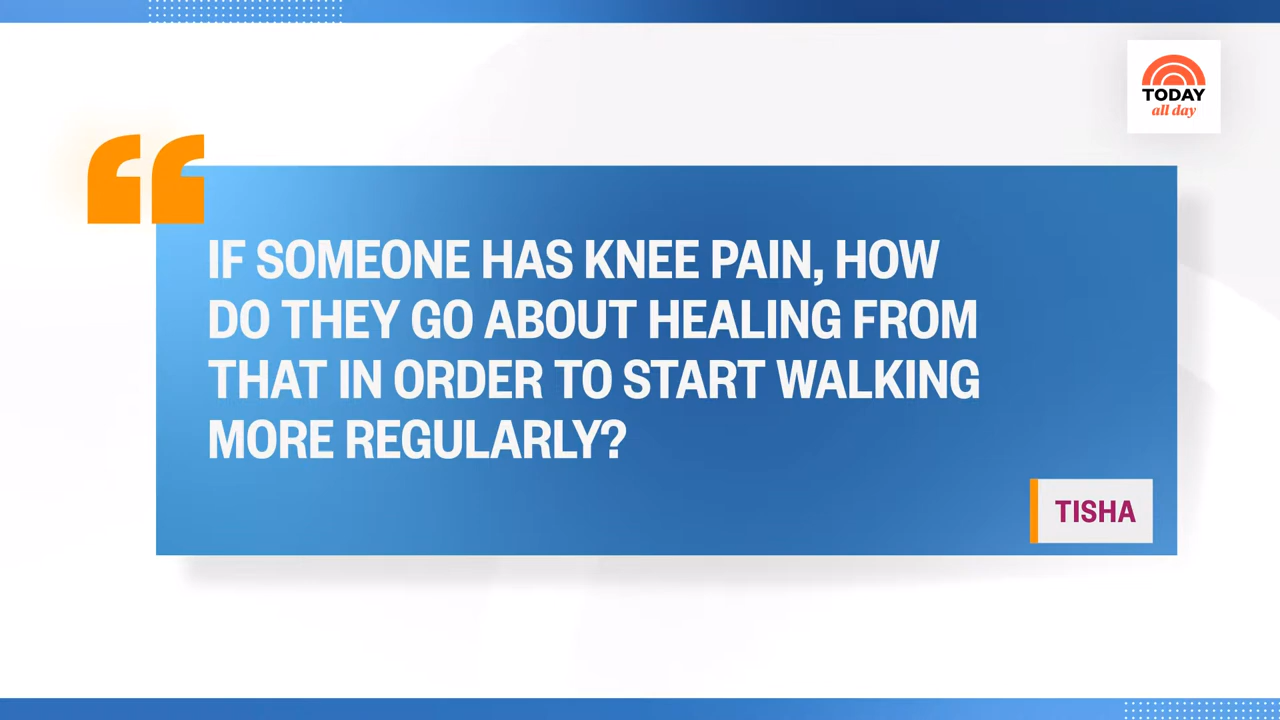 TODAY
all day
“
IF SOMEONE HAS KNEE PAIN, HOW
DO THEY GO ABOUT HEALING FROM
THAT IN ORDER TO START WALKING
MORE REGULARLY?
TISHA